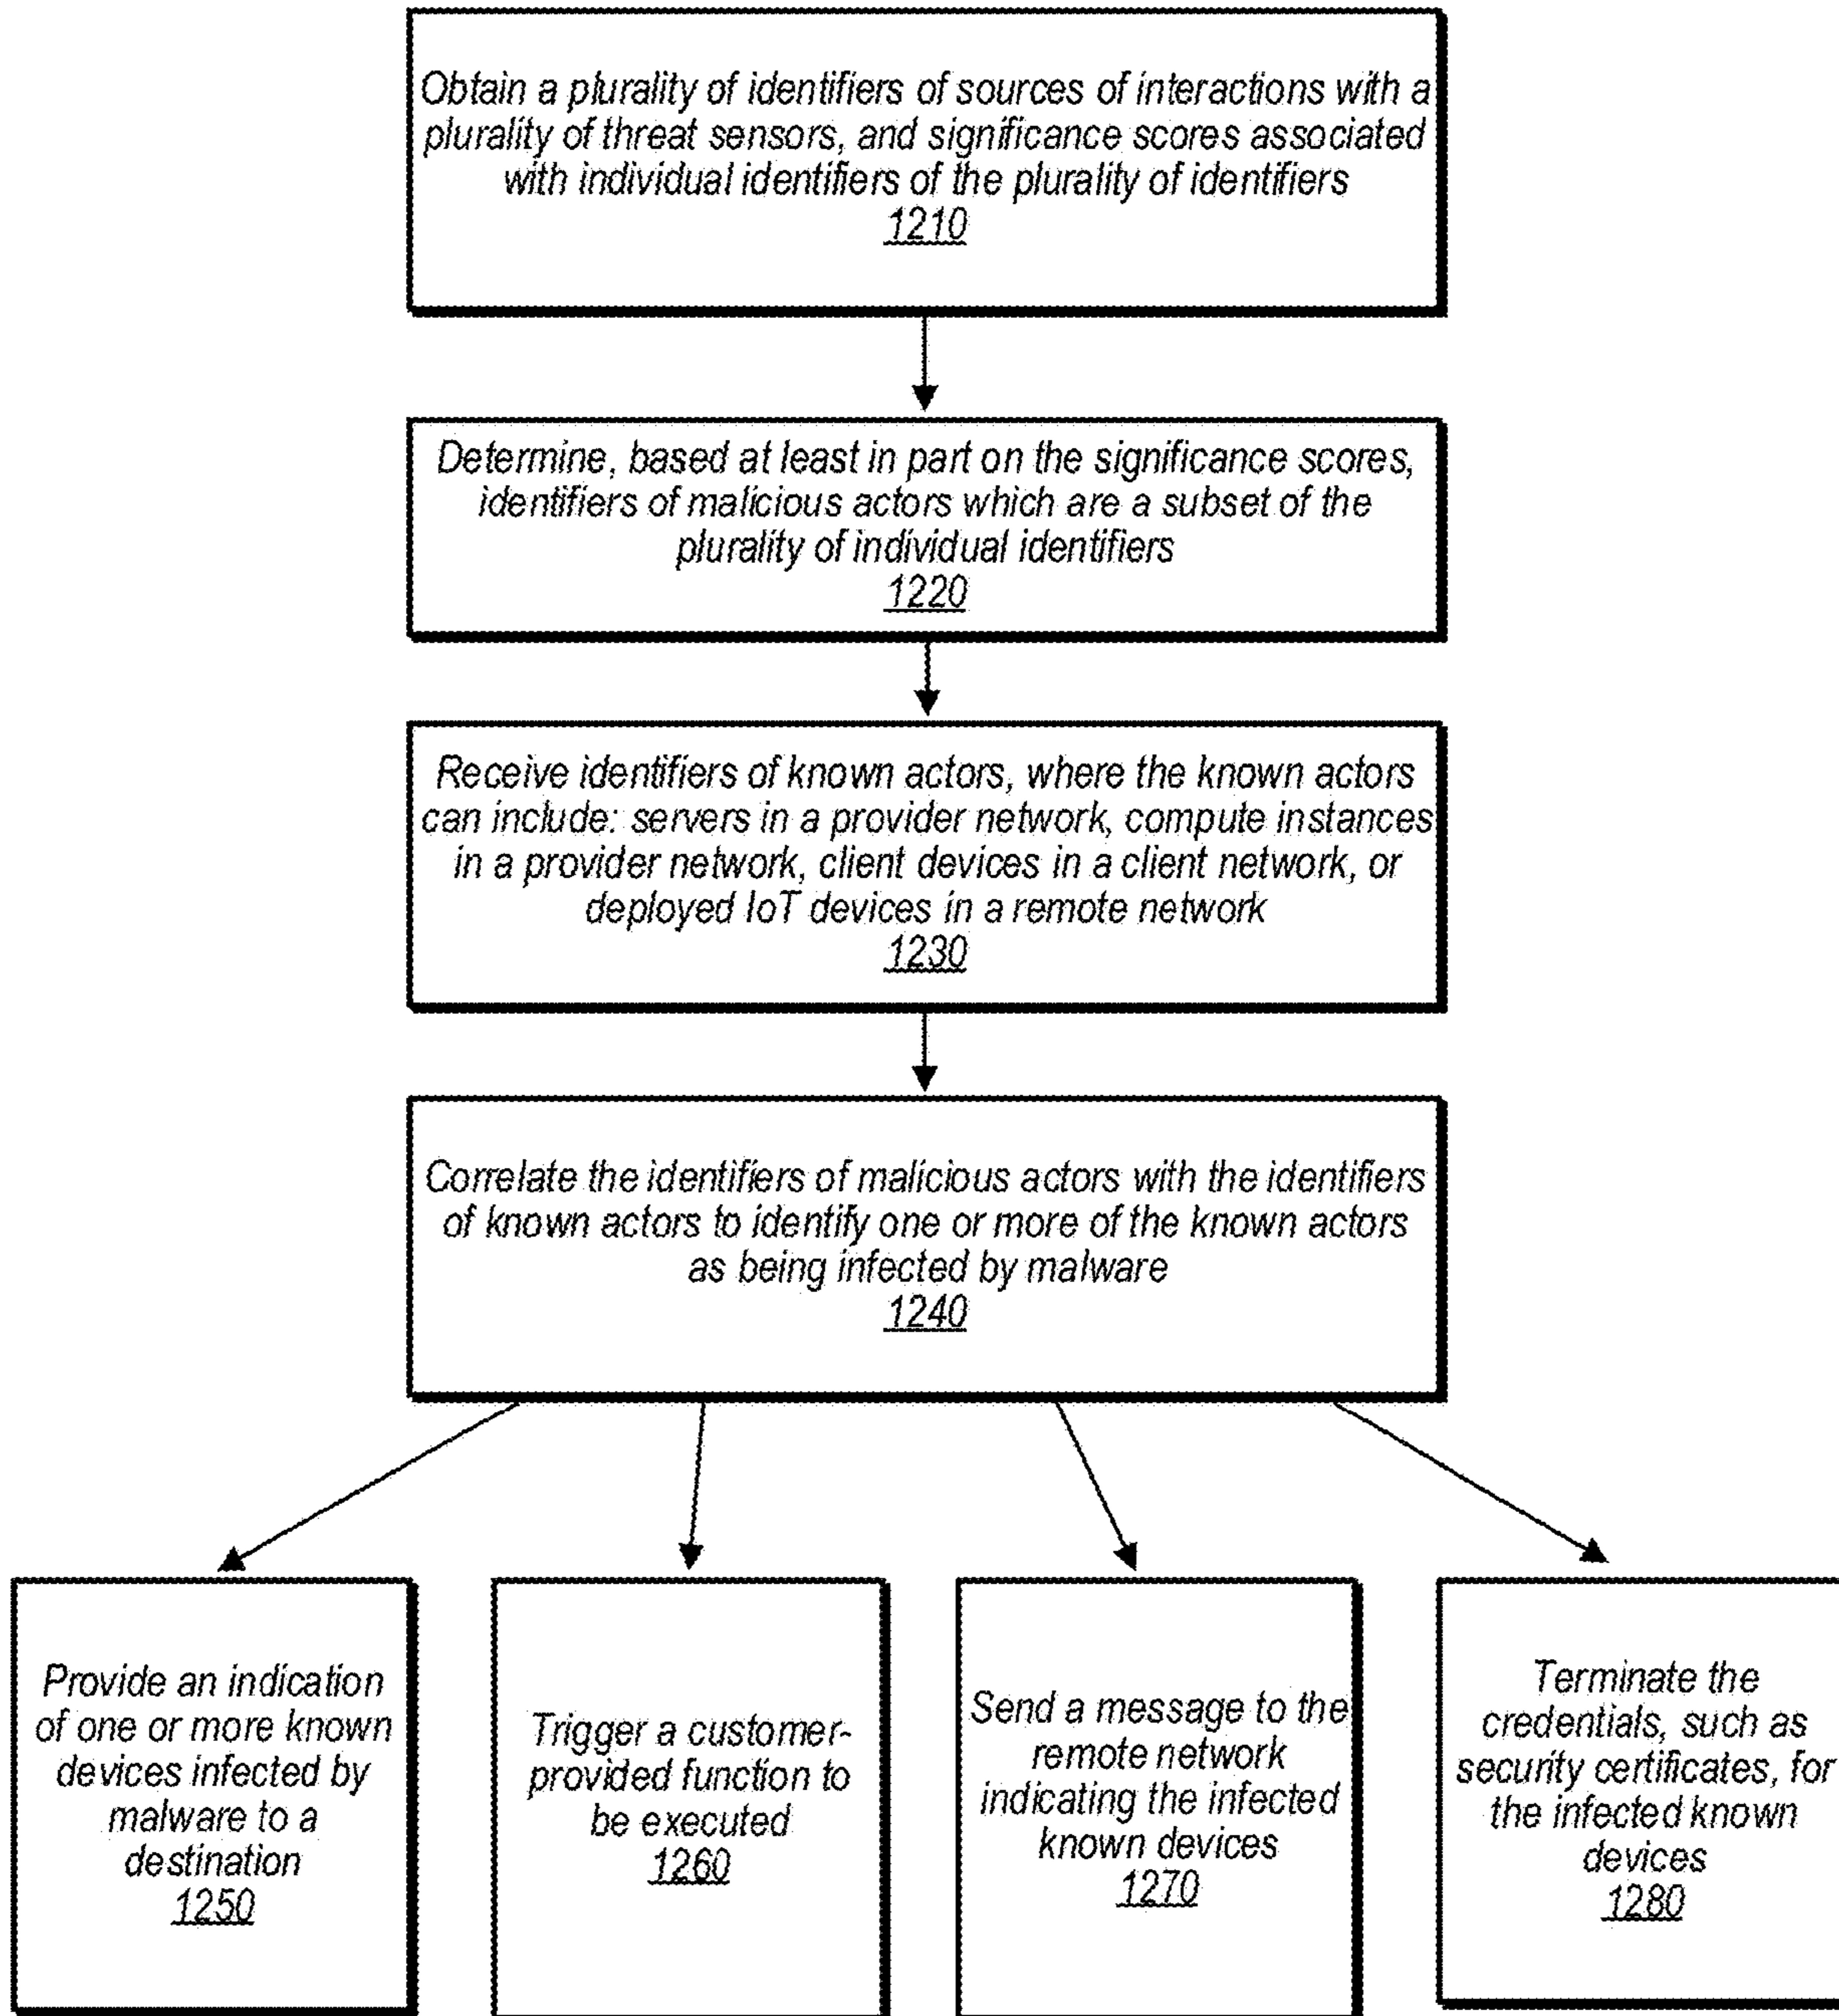 Obtain a plurality of identifiers of sources of interactions with a
plurality of threat sensors, and significance scores associated
with individual identifiers of the plurality of identifiers
1210
Determine, based at least in part on the significance scores,
identifiers of malicious actors which are a subset of the
plurality of individual identifiers
1220
Receive identifiers of known actors, where the known actors
can include: servers in a provider network, compute instances
in a provider network, client devices in a client network, or
deployed IoT devices in a remote network
1230
Correlate the identifiers of malicious actors with the identifiers
of known actors to identify one or more of the known actors
as being infected by malware
1240
Provide an indication
of one or more known
devices infected by
malware to a
destination
1250
Trigger a customer-
provided function to
be executed
1260
Send a message to the
remote network
indicating the infected
known devices
1270
Terminate the
credentials, such as
security certificates, for
the infected known
devices
1280